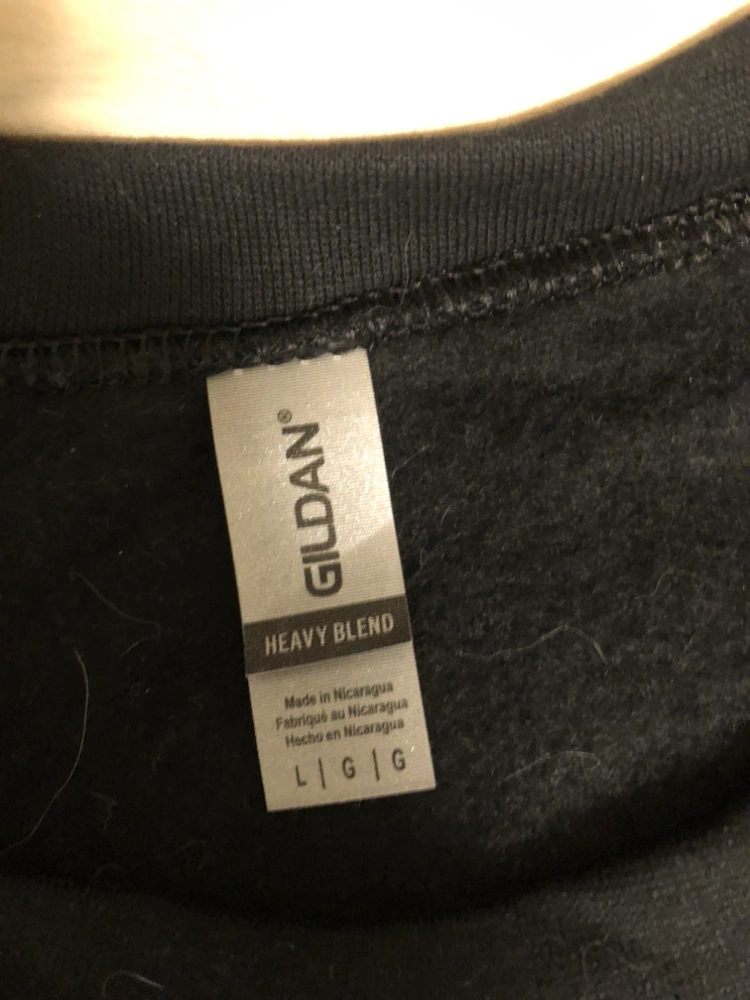 GILDAN®
HEAVY BLEND
Made in Nicaragua
Fabriqué au Nicaragua
Hecho en Nicaragua
L | G | G